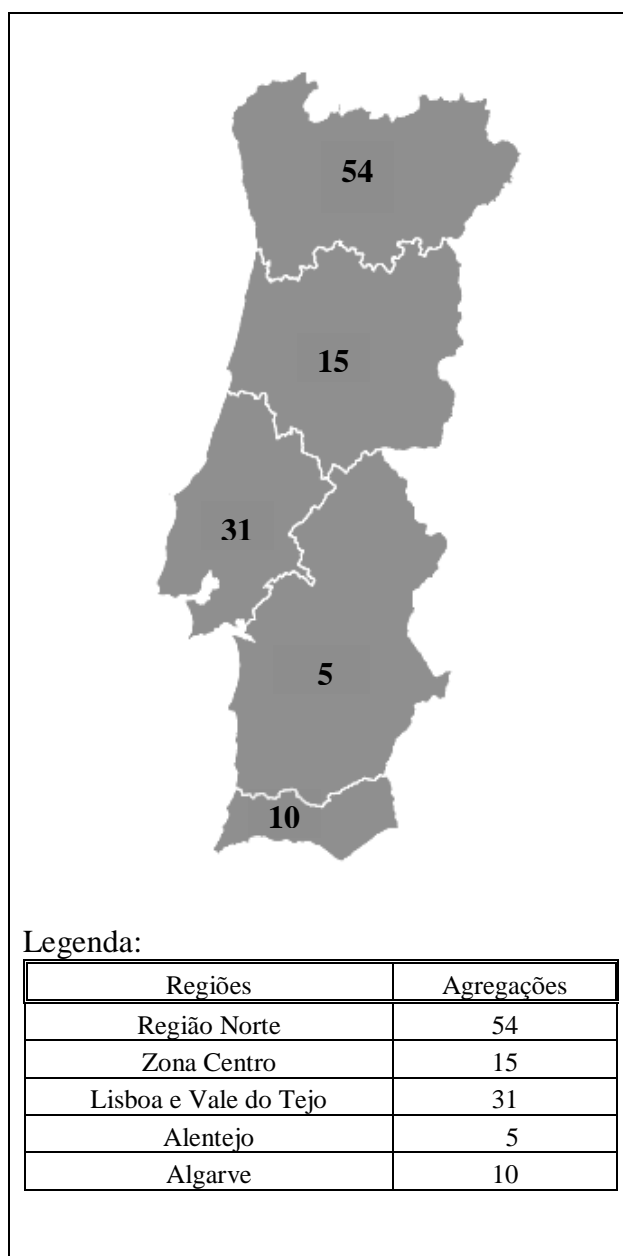 54
15
31
5
10
Legenda:
Regiões Agregações
Região Norte 54
Zona Centro 15
Lisboa e Vale do Tejo 31
Alentejo 5
Algarve 10